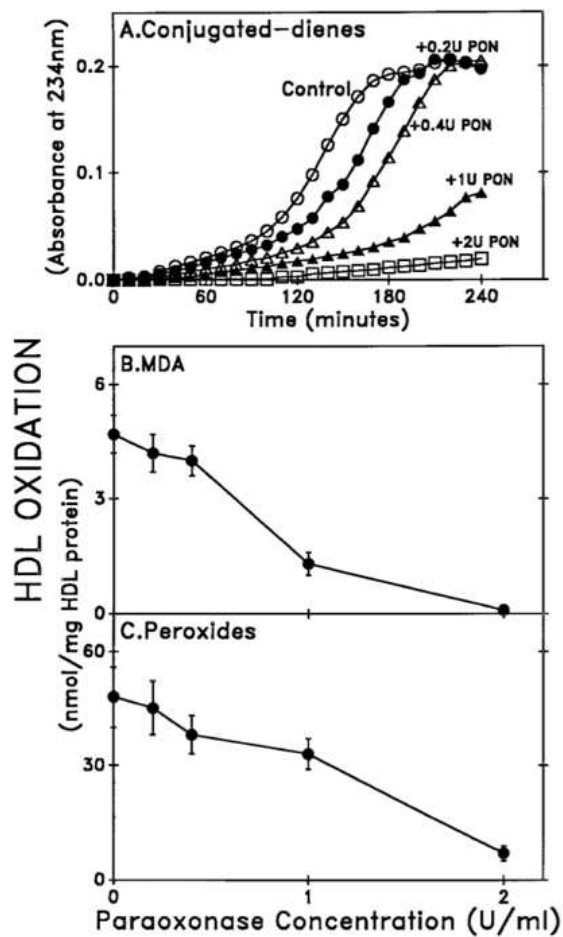 A.Conjugated-dienes
(Absorbance at 234nm)
0.2
0.1
0.0
Control
+0.2U PON
+0.4U PON
+1U PON
+2U PON
0
60
120
180
240
Time (minutes)
HDL OXIDATION
(nmol/mg HDL protein)
B.MDA
6
3
0
C.Peroxides
60
30
0
0
1
2
Paraoxonase Concentration (U/ml)